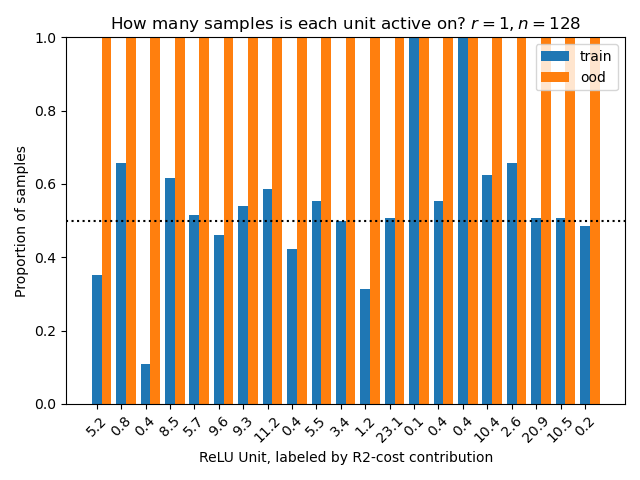 How many samples is each unit active on? r = 1, n = 128
train
ood
1.0
0.8
0.6
0.4
0.2
0.0
Proportion of samples
5.2 0.8 0.4 8.5 5.7 9.6 9.3 11.2 0.4 5.5 3.4 1.2 23.1 0.1 0.4 0.4 10.4 2.6 20.9 10.5 0.2
ReLU Unit, labeled by R2-cost contribution